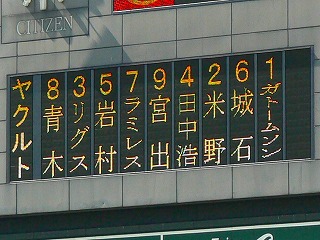 CITIZEN
ヤクルト
8青木
3リグス
5岩村
7ラミレス
9宮出
4田中浩
2米野
6城石
1ガトームソン